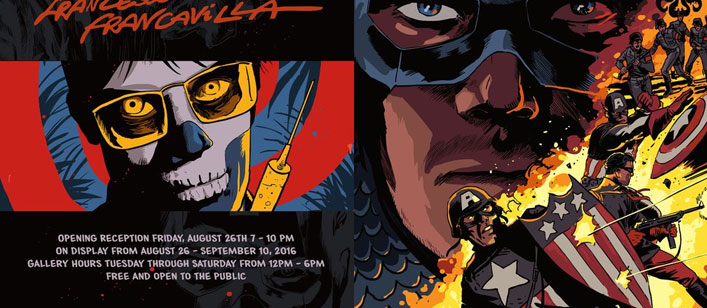 FRANCAVILLA
OPENING RECEPTION FRIDAY, AUGUST 26TH 7 - 10 PM
ON DISPLAY FROM AUGUST 26 - SEPTEMBER 10, 2016
GALLERY HOURS TUESDAY THROUGH SATURDAY FROM 12PM - 6PM
FREE AND OPEN TO THE PUBLIC
A
A